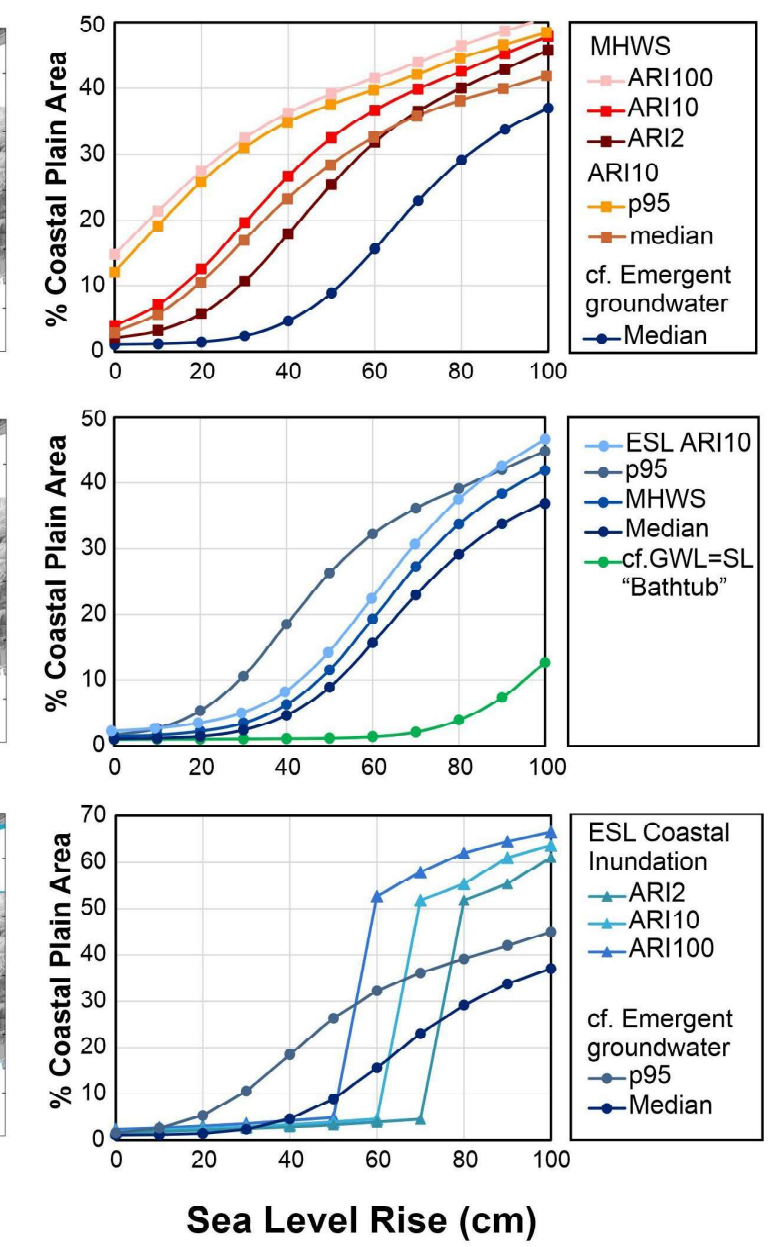 50
40
30
20
10
0
% Coastal Plain Area
0 20 40 60 80 100
MHWS
ARI100
ARI10
ARI2
ARI10
p95
median
cf. Emergent
groundwater
Median
50
40
30
20
10
0
% Coastal Plain Area
0 20 40 60 80 100
ESL ARI10
p95
MHWS
Median
cf.GWL=SL
“Bathtub”
70
60
50
40
30
20
10
0
% Coastal Plain Area
0 20 40 60 80 100
ESL Coastal
Inundation
ARI2
ARI10
ARI100
cf. Emergent
groundwater
p95
Median
Sea Level Rise (cm)